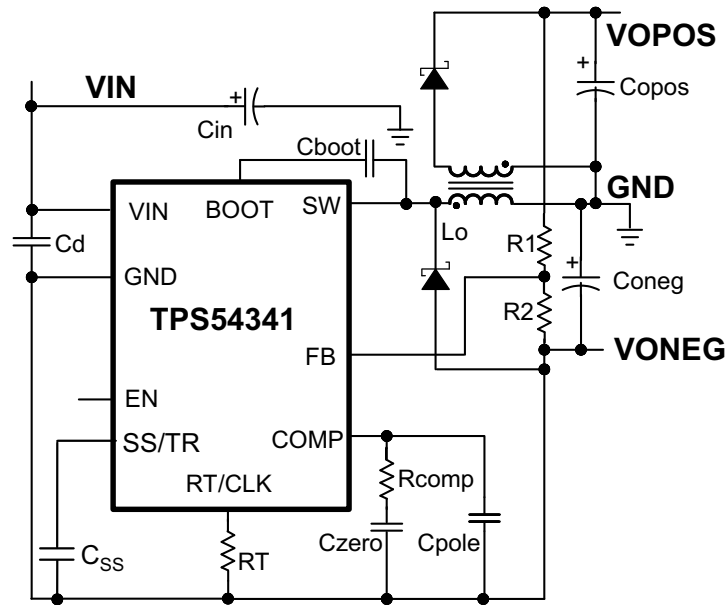 VOPOS
VIN
+
Copos
+
Cin
Cboot
GND
VIN
BOOT
SW
Cd
Lo
R1
GND
+
Coneg
TPS54341
R2
FB
VONEG
EN
SS/TR
COMP
RT/CLK
Rcomp
Czero
Cpole
CSS
RT